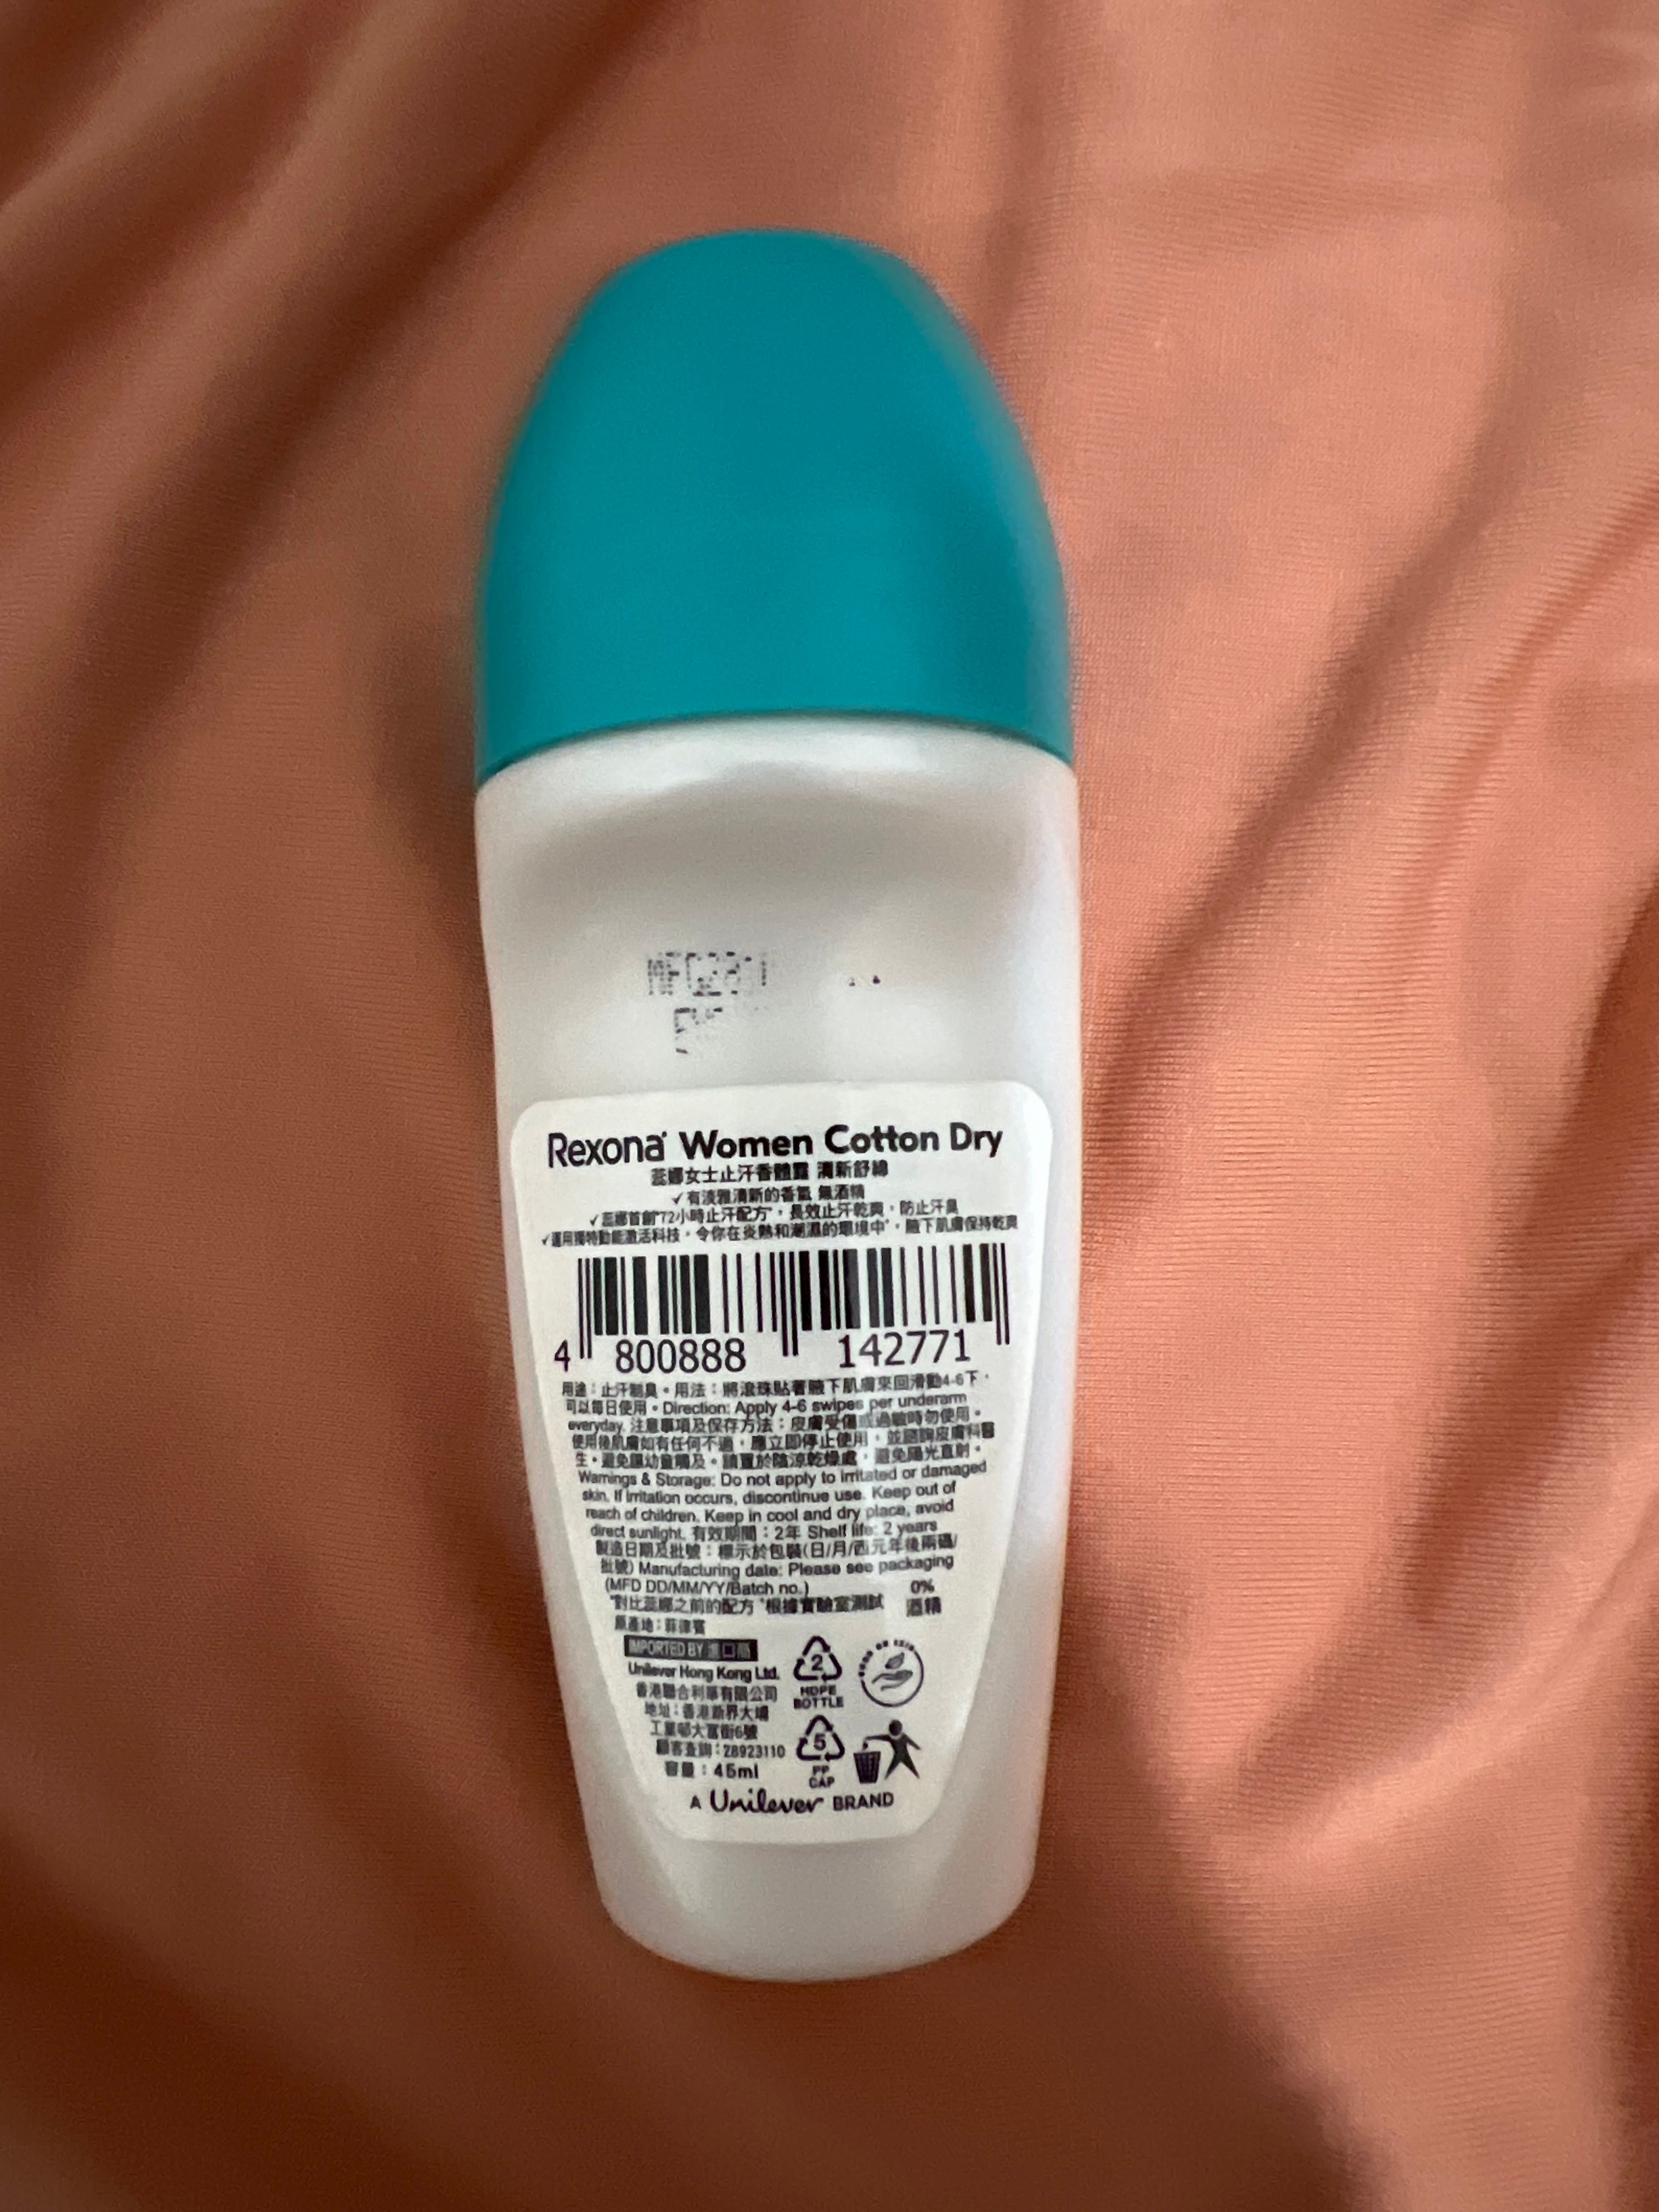 Rexona Women Cotton Dry
蕊娜女士止汗香體露 清新舒綿
✓有淡雅清新的香氣 無酒精
✓蕊娜首創"72小時止汗配方*，長效止汗乾爽，防止汗臭
✓運用獨特動能激活科技，令你在炎熱和潮濕的環境中*，腋下肌膚保持乾爽
4 800888 142771
用途：止汗制臭。用法：將滾珠貼著腋下肌膚來回滑動4-6下，
可以每日使用。Direction: Apply 4-6 swipes per underarm
everyday. 注意事項及保存方法：皮膚受傷或過敏時勿使用。
使用後肌膚如有任何不適，應立即停止使用，並諮詢皮膚科醫
生。避免讓幼童觸及。請置於陰涼乾燥處，避免陽光直射。
Warnings & Storage: Do not apply to irritated or damaged
skin. If irritation occurs, discontinue use. Keep out of
reach of children. Keep in cool and dry place, avoid
direct sunlight. 有效期間：2年 Shelf life: 2 years
製造日期及批號：標示於包裝(日/月/西元年後兩碼/
批號) Manufacturing date: Please see packaging
(MFD DD/MM/YY/Batch no.)
"對比蕊娜之前的配方 *根據實驗室測試
0%
酒精
原產地：菲律賓
IMPORTED BY 進口商
Unilever Hong Kong Ltd.
香港聯合利華有限公司
地址：香港新界大埔
工業邨大富街6號
顧客查詢：28923110
容量：45ml
2
HDPE
BOTTLE
5
PP
CAP
A Unilever BRAND